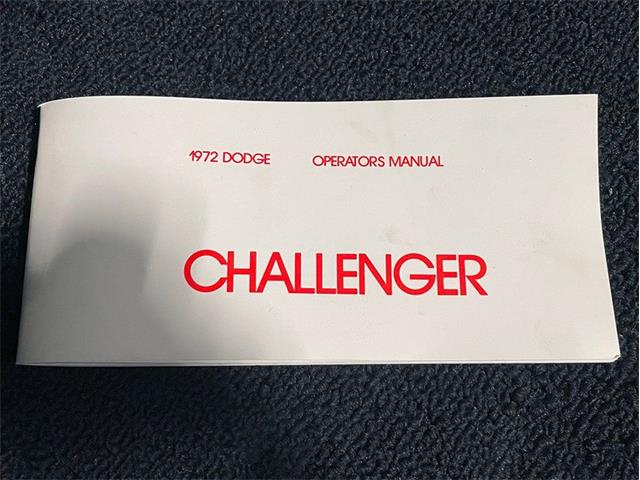 1972 DODGE OPERATORS MANUAL
CHALLENGER